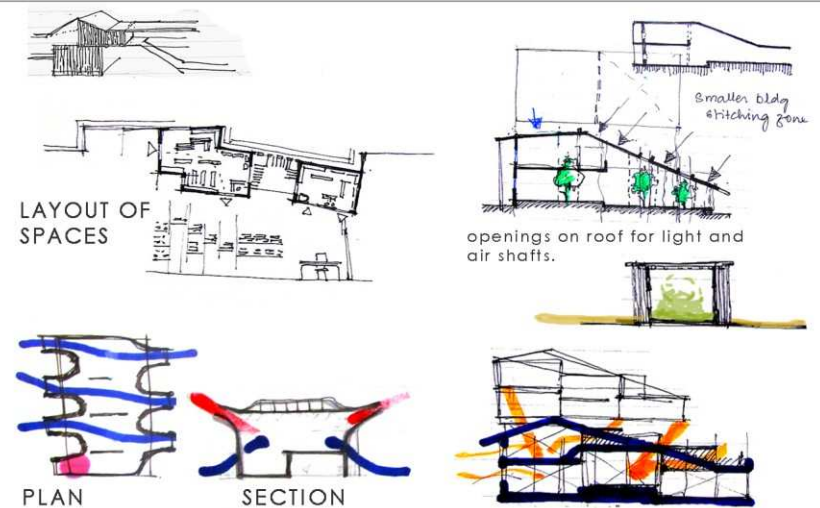 Smaller bldg
stitching zone
LAYOUT OF
SPACES
openings on roof for light and
air shafts.
PLAN
SECTION